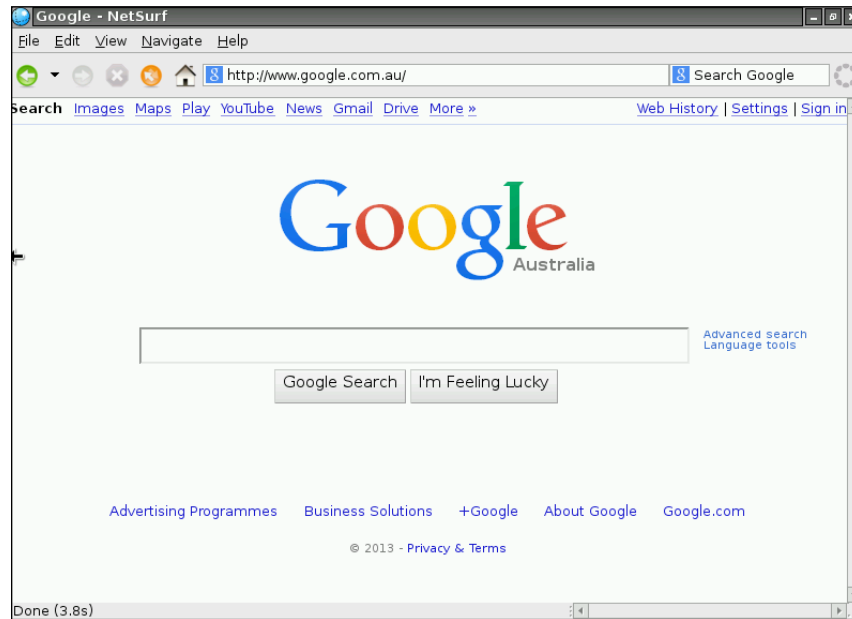 Google - NetSurf
File Edit View Navigate Help
8 http://www.google.com.au/ 8 Search Google
Search Images Maps Play YouTube News Gmail Drive More » Web History | Settings | Sign in
Google
Australia
Advanced search
Language tools
Google Search I'm Feeling Lucky
Advertising Programmes Business Solutions +Google About Google Google.com
© 2013 - Privacy & Terms
Done (3.8s)